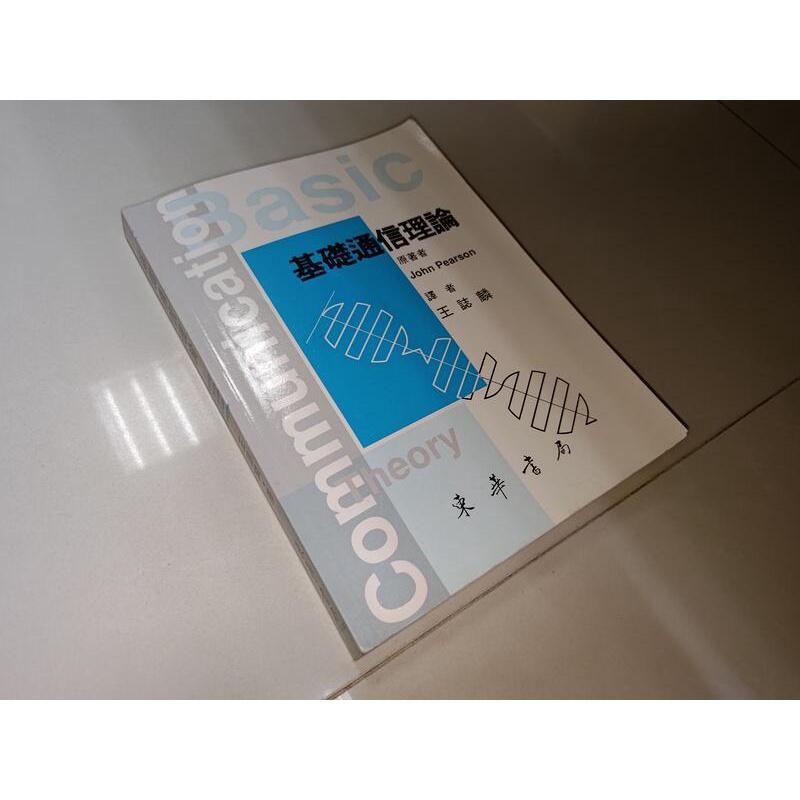 Basic
Communication
Theory
基礎通信理論
原著者
John Pearson
譯者
王誌麟
東華書局